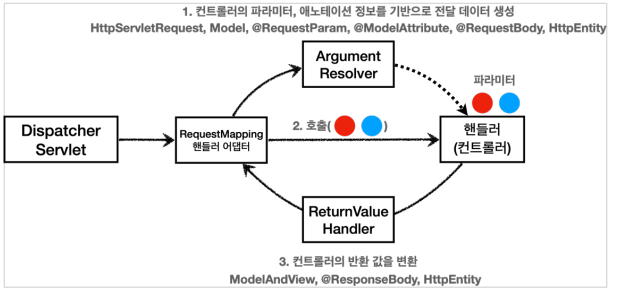 1. 컨트롤러의 파라미터, 애노테이션 정보를 기반으로 전달 데이터 생성
HttpServletRequest, Model, @RequestParam, @ModelAttribute, @RequestBody, HttpEntity
Argument
Resolver
파라미터
Dispatcher
Servlet
RequestMapping
핸들러 어댑터
2. 호출( )
핸들러
(컨트롤러)
ReturnValue
Handler
3. 컨트롤러의 반환 값을 변환
ModelAndView, @ResponseBody, HttpEntity